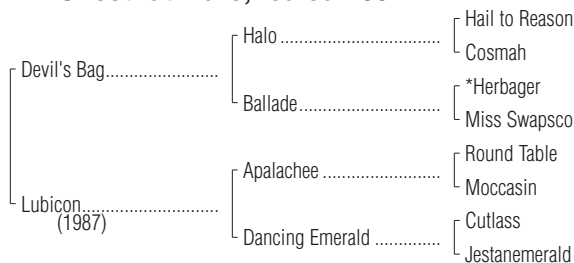 Hail to Reason
Halo ........................................
Cosmah
Devil's Bag............................
*Herbager
Ballade...................................
Miss Swapsco
Round Table
Apalachee .............................
Moccasin
Lubicon..................................
(1987)
Cutlass
Dancing Emerald ................
Jestanemerald